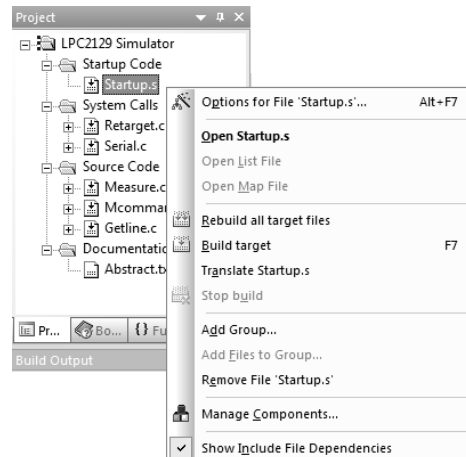 Project
LPC2129 Simulator
Startup Code
Startup.s
System Calls
Retarget.c
Serial.c
Source Code
Measure.c
Mcomma
Getline.c
Documentatic
Abstract.t
Pr...
Bo...
{} Fu
Build Output
Options for File 'Startup.s'... Alt+F7
Open Startup.s
Open List File
Open Map File
Rebuild all target files
Build target F7
Translate Startup.s
Stop build
Add Group...
Add Files to Group...
Remove File 'Startup.s'
Manage Components...
Show Include File Dependencies